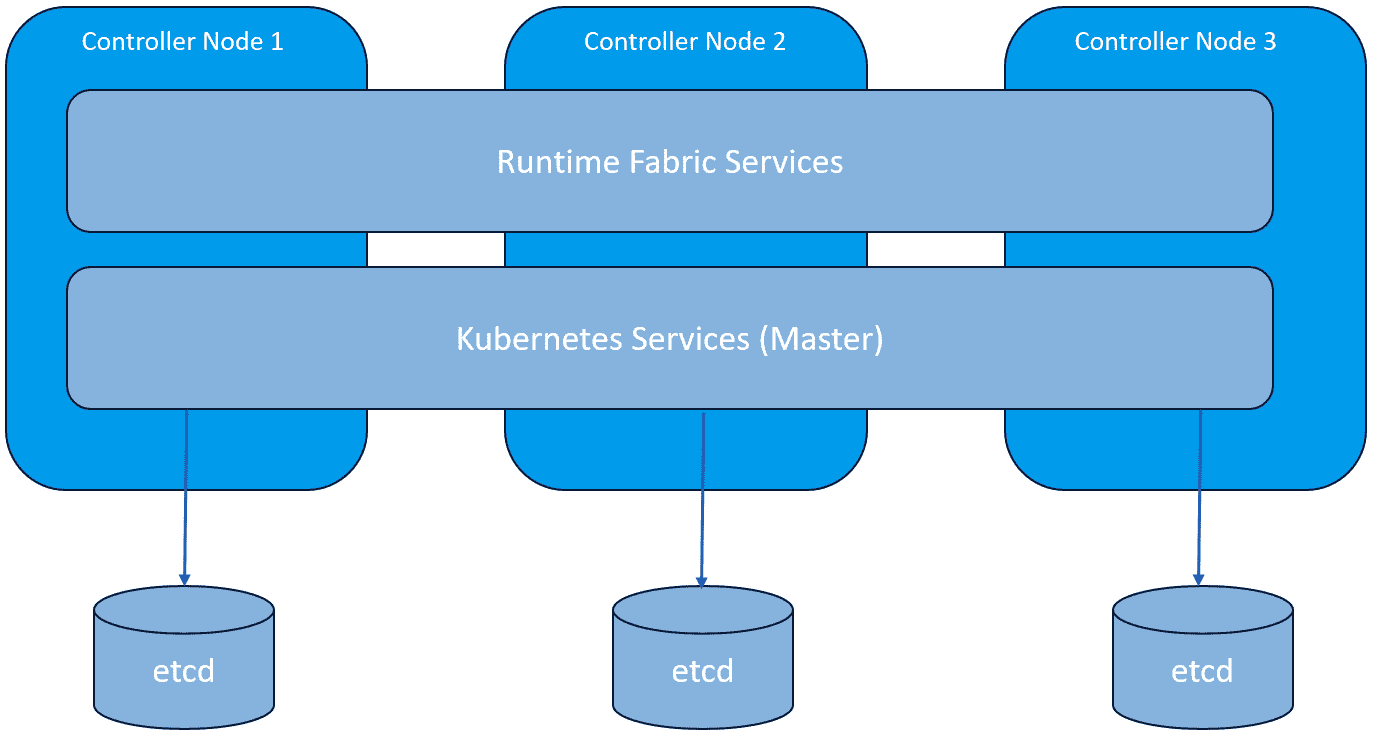 Controller Node 1
Controller Node 2
Controller Node 3
Runtime Fabric Services
Kubernetes Services (Master)
etcd
etcd
etcd